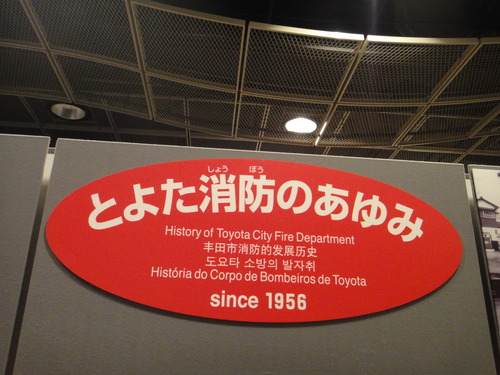 しょう ぼう
とよた消防のあゆみ
History of Toyota City Fire Department
丰田市消防的发展历史
도요타 소방의 발자취
História do Corpo de Bombeiros de Toyota
since 1956